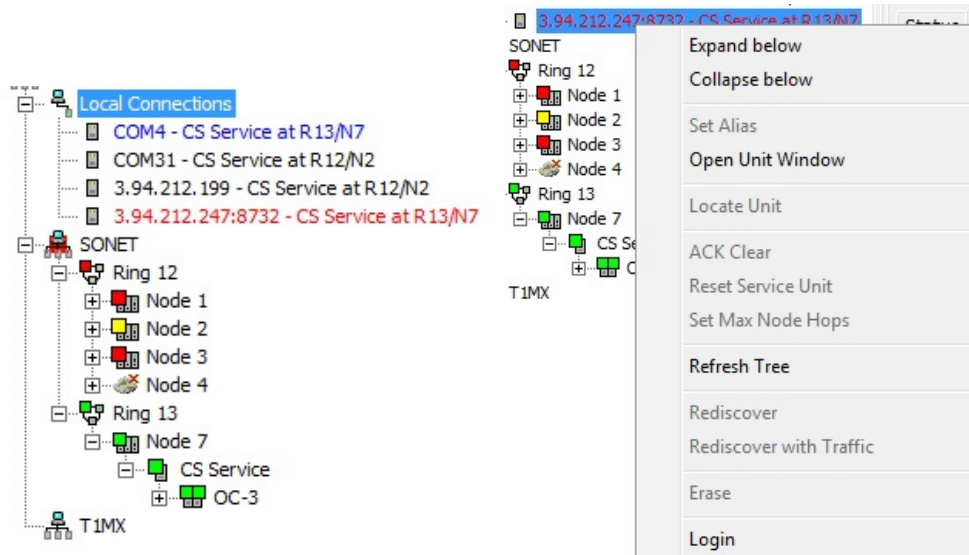 Local Connections
COM4 - CS Service at R13/N7
COM31 - CS Service at R12/N2
3.94.212.199 - CS Service at R12/N2
3.94.212.247:8732 - CS Service at R13/N7
SONET
Ring 12
Node 1
Node 2
Node 3
Node 4
Ring 13
Node 7
CS Service
OC-3
T1MX
3.94.212.247:8732 - CS Service at R13/N7
SONET
Ring 12
Node 1
Node 2
Node 3
Node 4
Ring 13
Node 7
CS Se
T1MX
Status
Expand below
Collapse below
Set Alias
Open Unit Window
Locate Unit
ACK Clear
Reset Service Unit
Set Max Node Hops
Refresh Tree
Rediscover
Rediscover with Traffic
Erase
Login